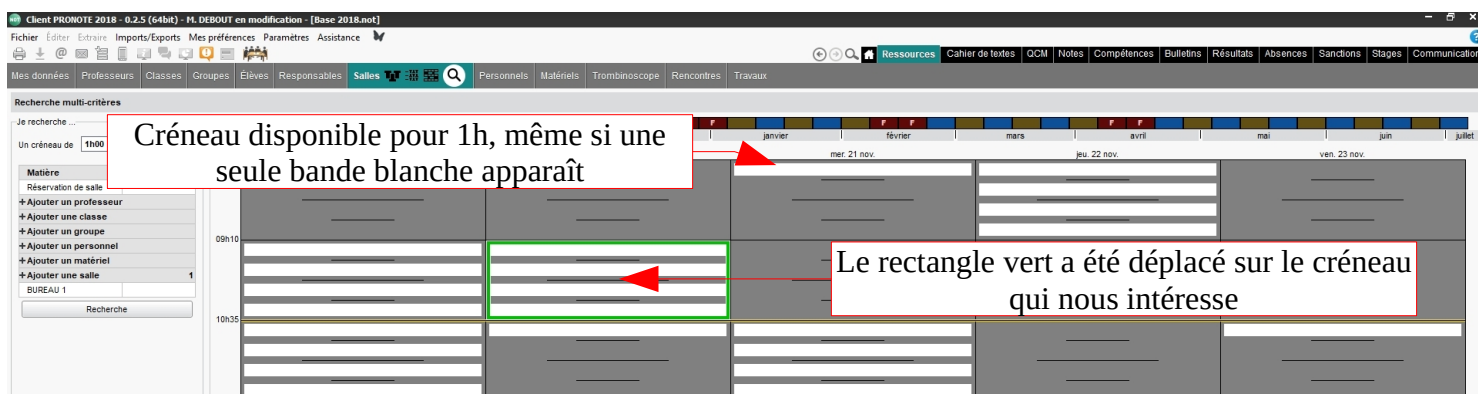 Client PRONOTE 2018 - 0.2.5 (64bit) - M. DEBOUT en modification - [Base 2018.not]
Fichier Éditer Extraire Imports/Exports Mes préférences Paramètres Assistance
Ressources Cahier de textes QCM Notes Compétences Bulletins Résultats Absences Sanctions Stages Communication
Mes données Professeurs Classes Groupes Élèves Responsables Salles Personnels Matériels Trombinoscope Rencontres Travaux
Recherche multi-critères
Je recherche ...
Un créneau de 1h00
Créneau disponible pour 1h, même si une
seule bande blanche apparaît
F F F F F
janvier février mars avril mai juin juillet
mer. 21 nov. jeu. 22 nov. ven. 23 nov.
Matière
Réservation de salle
+Ajouter un professeur
+Ajouter une classe
+Ajouter un groupe
+Ajouter un personnel
+Ajouter un matériel
+Ajouter une salle 1
BUREAU 1
Recherche
09h10
10h35
Le rectangle vert a été déplacé sur le créneau
qui nous intéresse